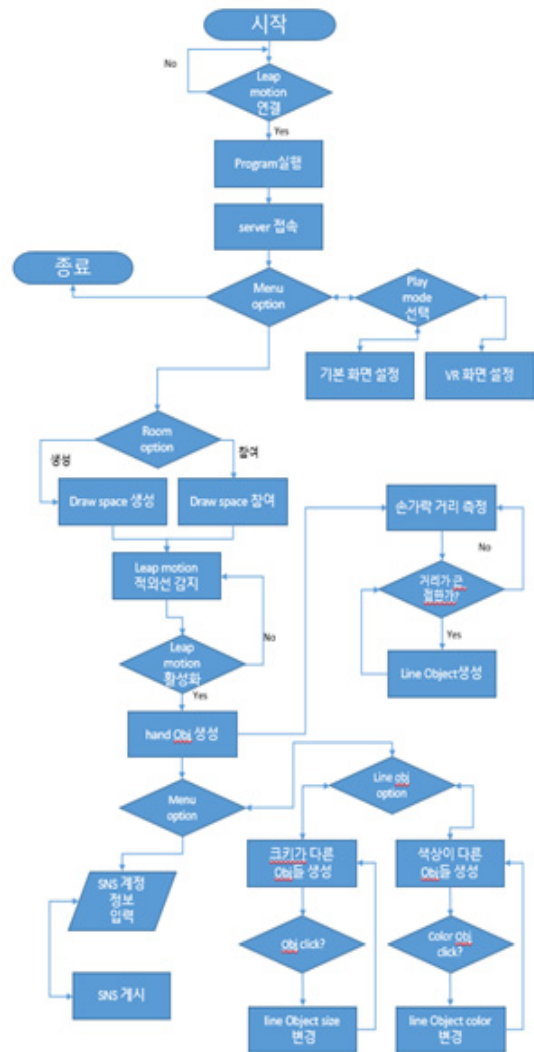 시작
No
Leap
motion
연결
Yes
Program실행
server 접속
종료
Menu
option
Play
mode
선택
기본 화면 설정
VR 화면 설정
Room
option
생성
참여
Draw space 생성
Draw space 참여
손가락 거리 측정
Leap motion
적외선 감지
No
거리가 근
접한가?
No
Leap
motion
활성화
Yes
Yes
Line Object생성
hand Obj 생성
Menu
option
Line obj
option
SNS 계정
정보
입력
크키가 다른
Obj들 생성
색상이 다른
Obj들 생성
Obj click?
Color Obj
click?
SNS 게시
line Object size
변경
line Object color
변경